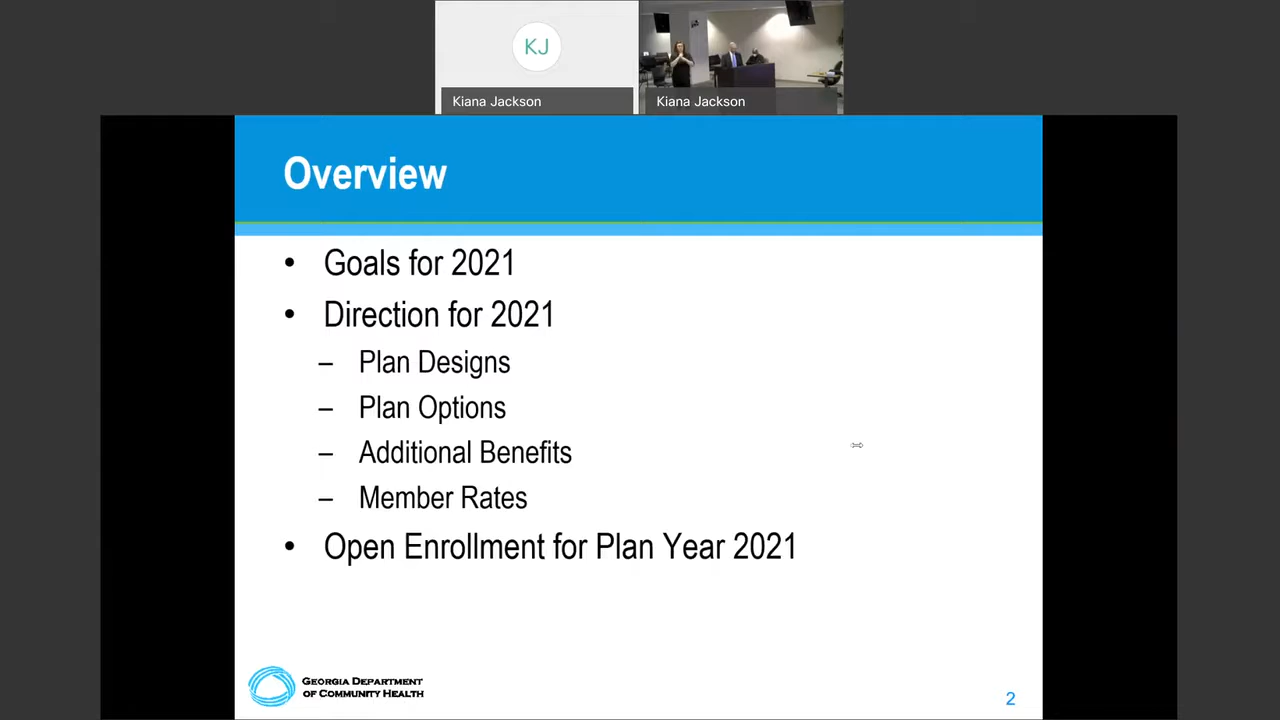 KJ
Kiana Jackson
Kiana Jackson
Overview
• Goals for 2021
• Direction for 2021
– Plan Designs
– Plan Options
– Additional Benefits
– Member Rates
• Open Enrollment for Plan Year 2021
GEORGIA DEPARTMENT
OF COMMUNITY HEALTH
2